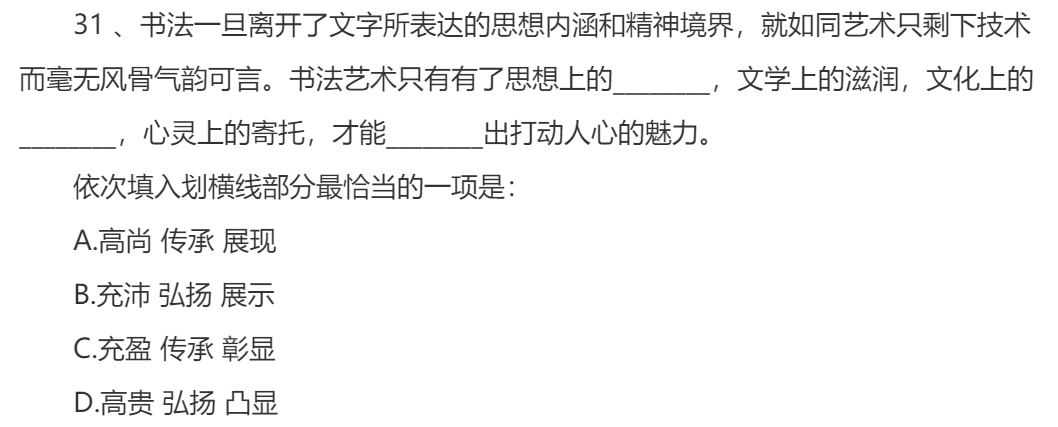 31 、书法一旦离开了文字所表达的思想内涵和精神境界，就如同艺术只剩下技术
而毫无风骨气韵可言。书法艺术只有有了思想上的________，文学上的滋润，文化上的
________，心灵上的寄托，才能________出打动人心的魅力。
依次填入划横线部分最恰当的一项是：
A.高尚 传承 展现
B.充沛 弘扬 展示
C.充盈 传承 彰显
D.高贵 弘扬 凸显